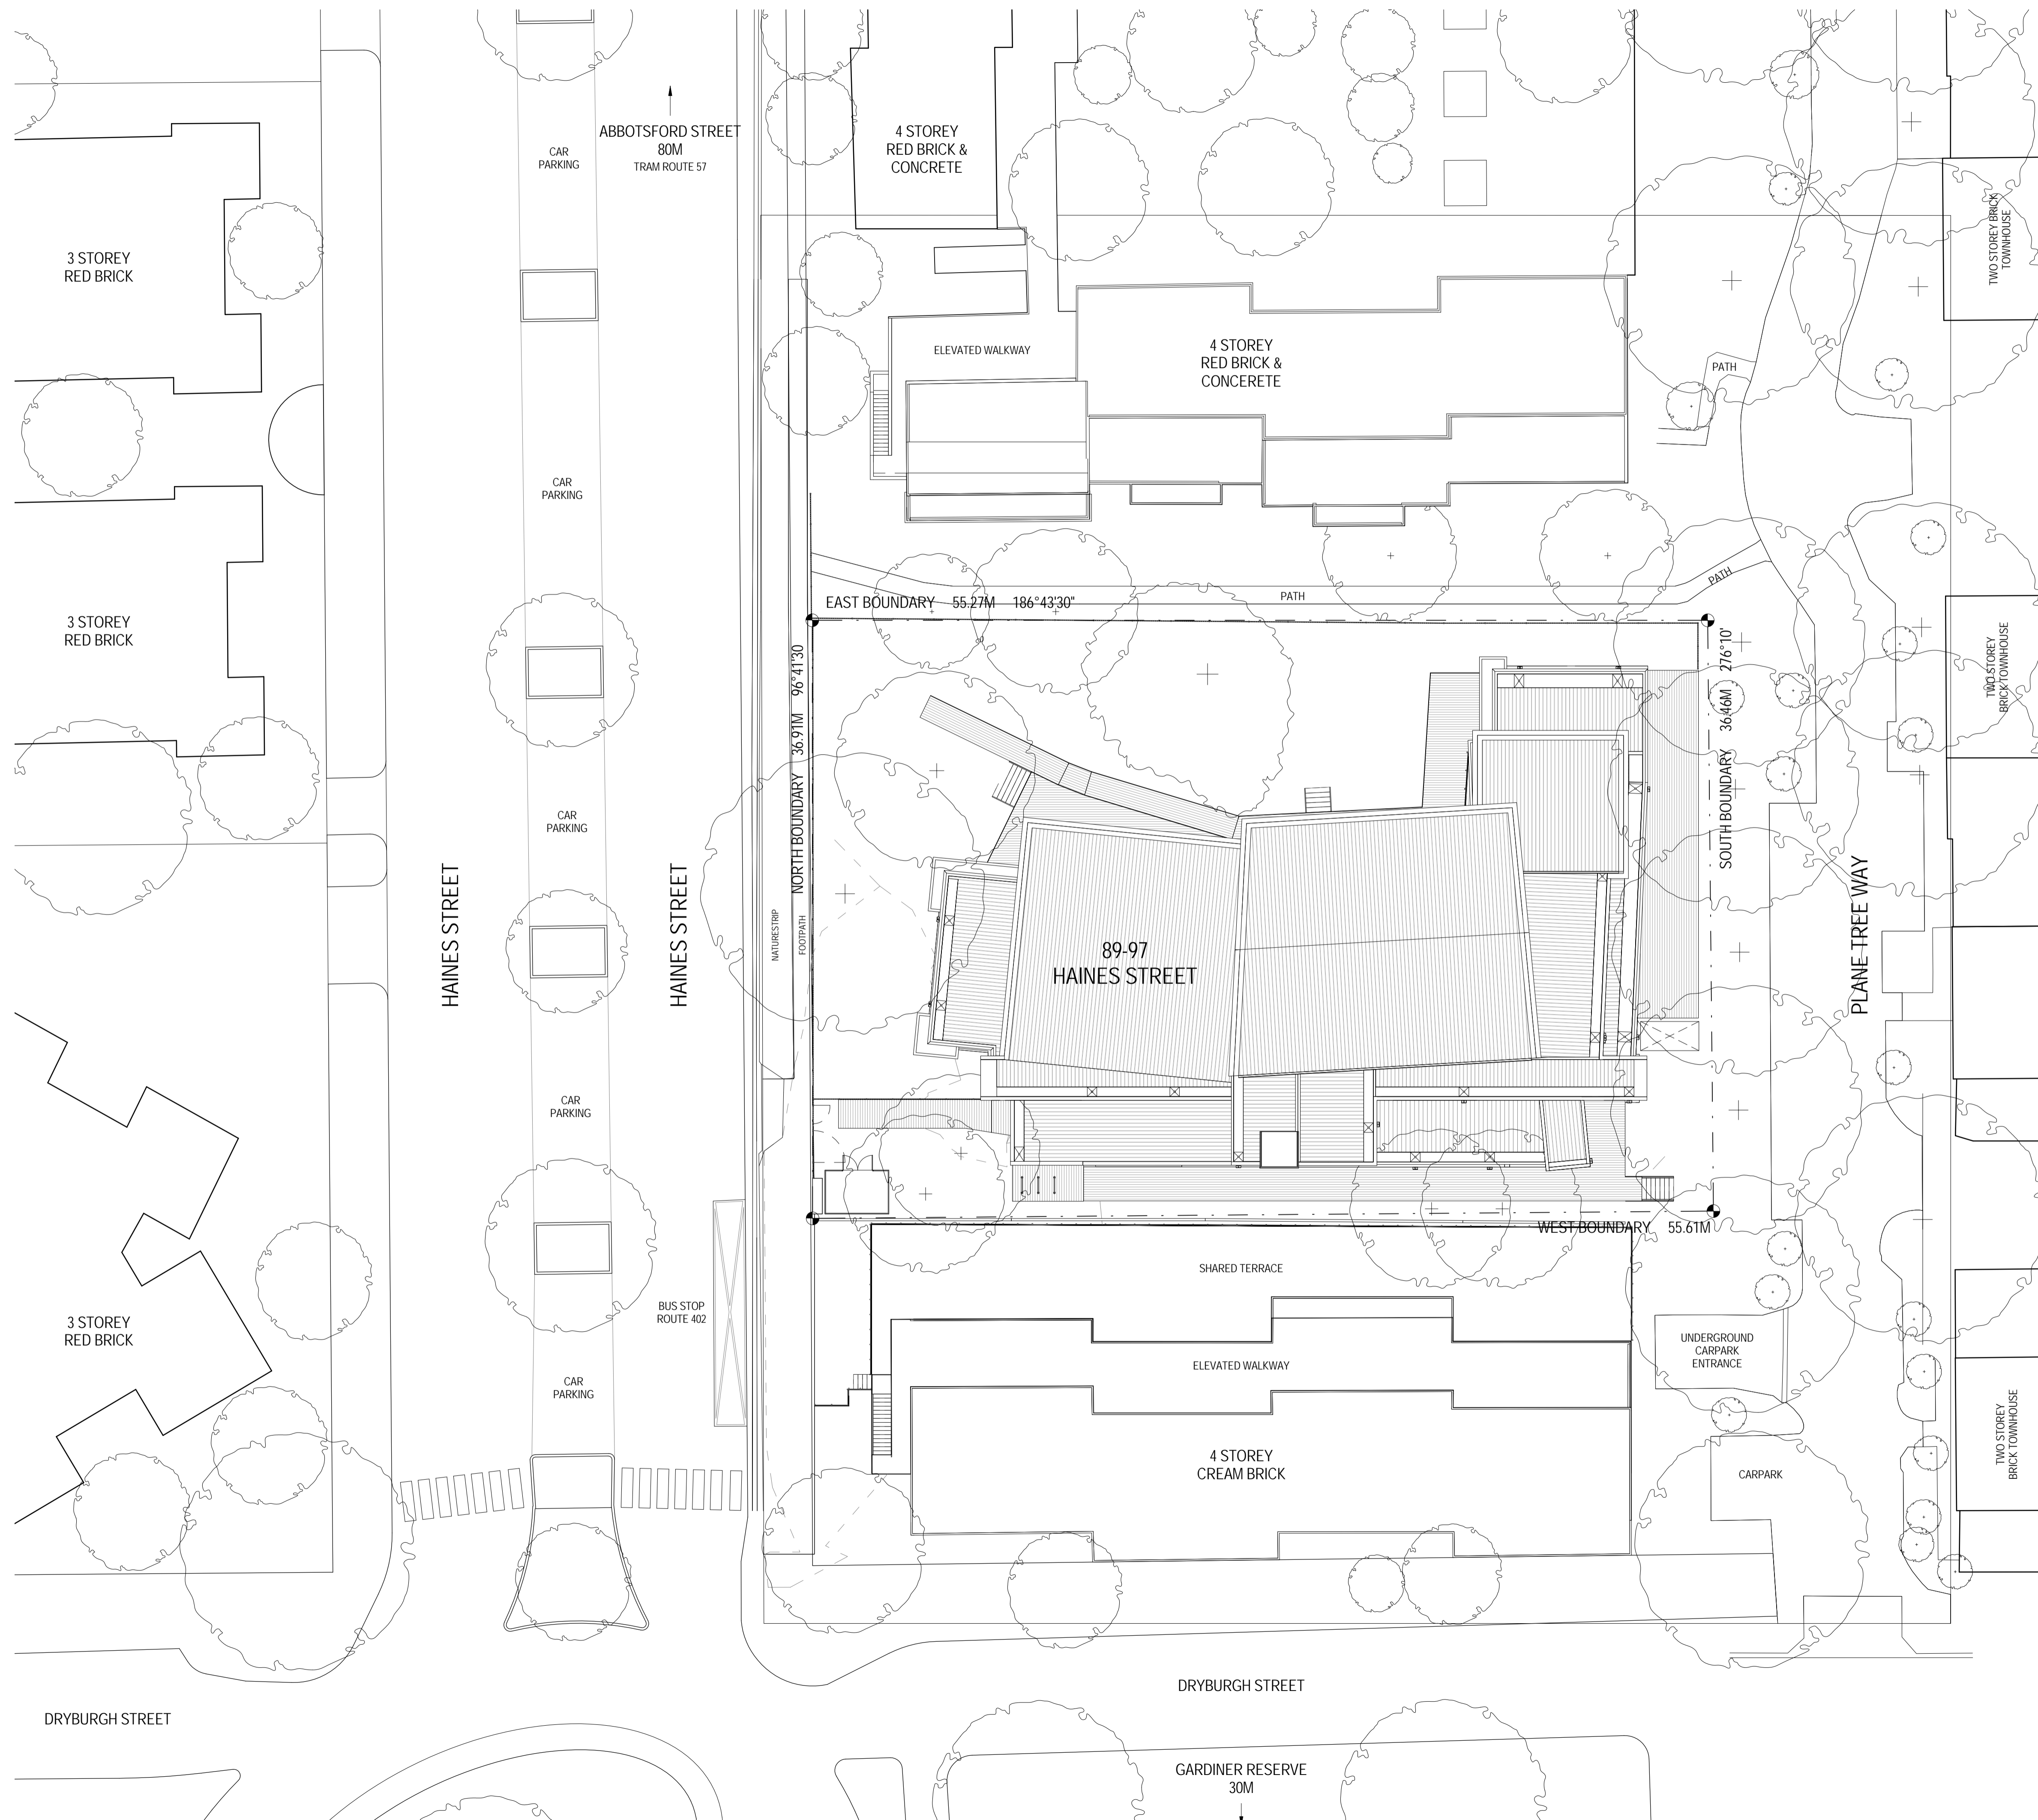 ABBOTSFORD STREET
80M
TRAM ROUTE 57
CAR
PARKING
4 STOREY
RED BRICK &
CONCRETE
3 STOREY
RED BRICK
TWO STOREY BRICK
TOWNHOUSE
ELEVATED WALKWAY
4 STOREY
RED BRICK &
CONCERETE
PATH
CAR
PARKING
PATH
PATH
EAST BOUNDARY 55.27M 186°43'30"
3 STOREY
RED BRICK
NORTH BOUNDARY 36.91M 96°41'30
SOUTH BOUNDARY 36.46M 276°10'
TWO STOREY
BRICK TOWNHOUSE
CAR
PARKING
HAINES STREET
HAINES STREET
NATURESTRIP
FOOTPATH
89-97
HAINES STREET
PLANE TREE WAY
CAR
PARKING
WEST BOUNDARY 55.61M
SHARED TERRACE
BUS STOP
ROUTE 402
3 STOREY
RED BRICK
UNDERGROUND
CARPARK
ENTRANCE
ELEVATED WALKWAY
CAR
PARKING
4 STOREY
CREAM BRICK
CARPARK
TWO STOREY
BRICK TOWNHOUSE
DRYBURGH STREET
DRYBURGH STREET
GARDINER RESERVE
30M